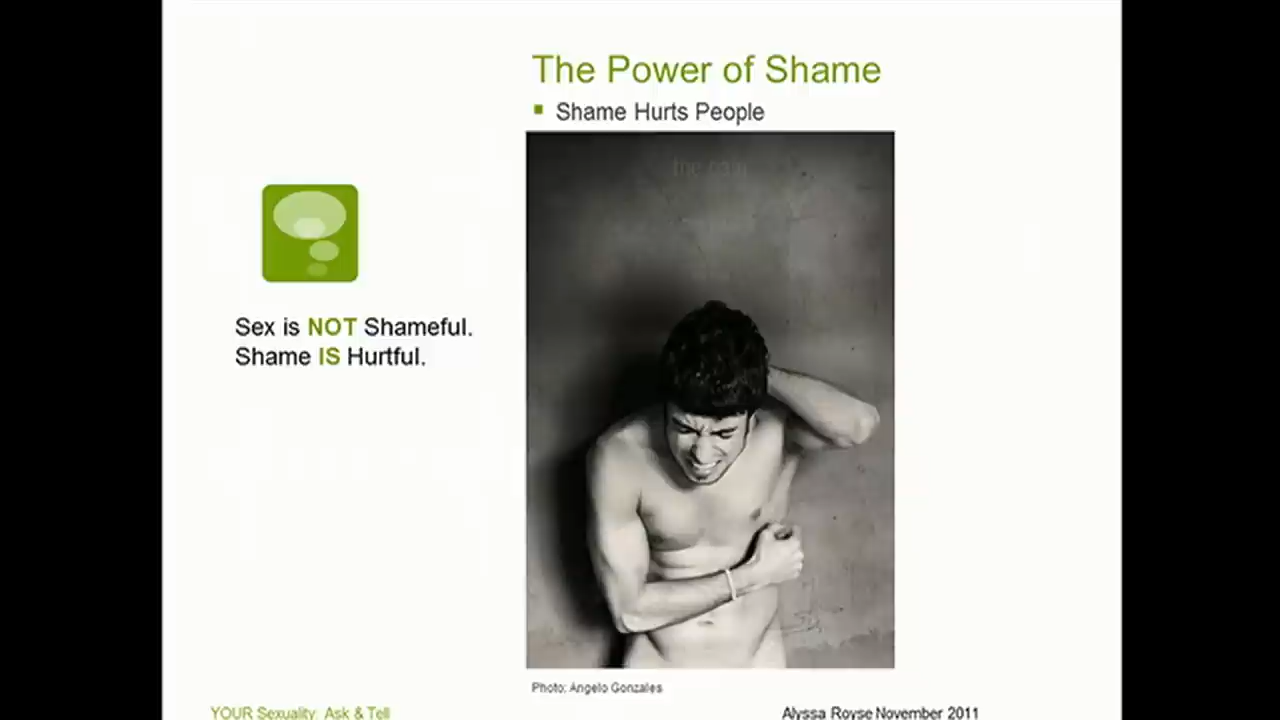 The Power of Shame
Shame Hurts People
Sex is NOT Shameful.
Shame IS Hurtful.
Photo: Angelo Gonzales
YOUR Sexuality: Ask & Tell
Alyssa Royse November 2011